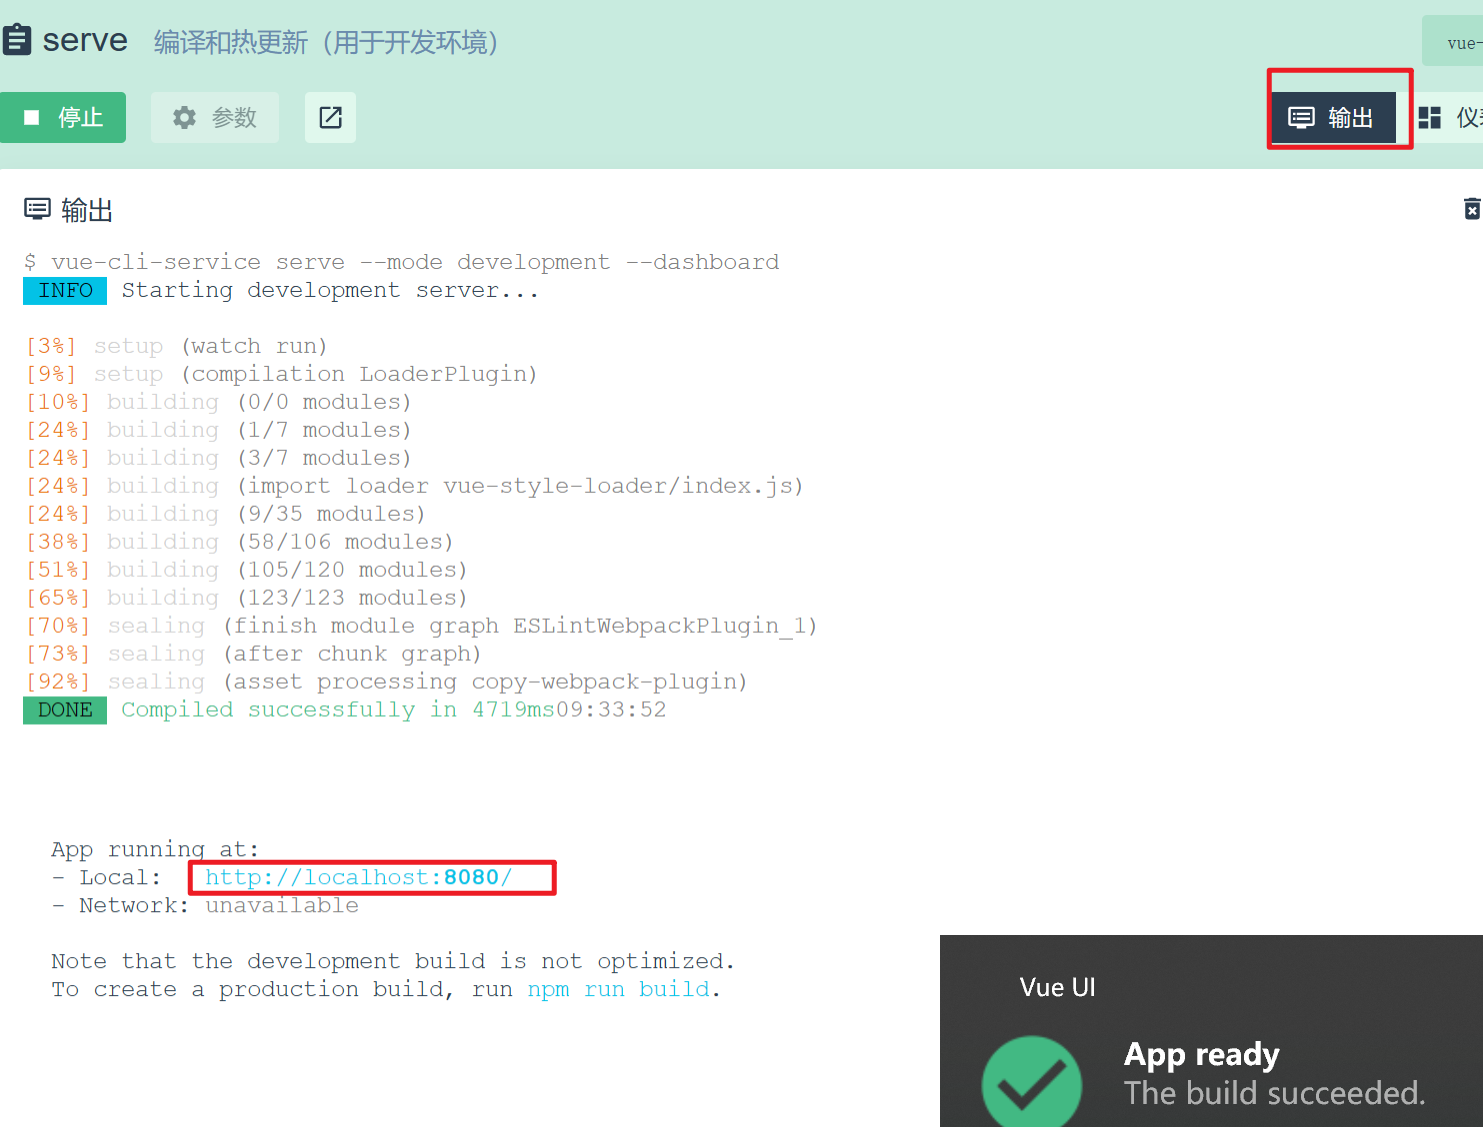 serve 编译和热更新（用于开发环境）
vue-
停止 参数 输出
输出
$ vue-cli-service serve --mode development --dashboard
INFO Starting development server...
[3%] setup (watch run)
[9%] setup (compilation LoaderPlugin)
[10%] building (0/0 modules)
[24%] building (1/7 modules)
[24%] building (3/7 modules)
[24%] building (import loader vue-style-loader/index.js)
[24%] building (9/35 modules)
[38%] building (58/106 modules)
[51%] building (105/120 modules)
[65%] building (123/123 modules)
[70%] sealing (finish module graph ESLintWebpackPlugin_1)
[73%] sealing (after chunk graph)
[92%] sealing (asset processing copy-webpack-plugin)
DONE Compiled successfully in 4719ms09:33:52
App running at:
- Local: http://localhost:8080/
- Network: unavailable
Note that the development build is not optimized.
To create a production build, run npm run build.
Vue UI
App ready
The build succeeded.